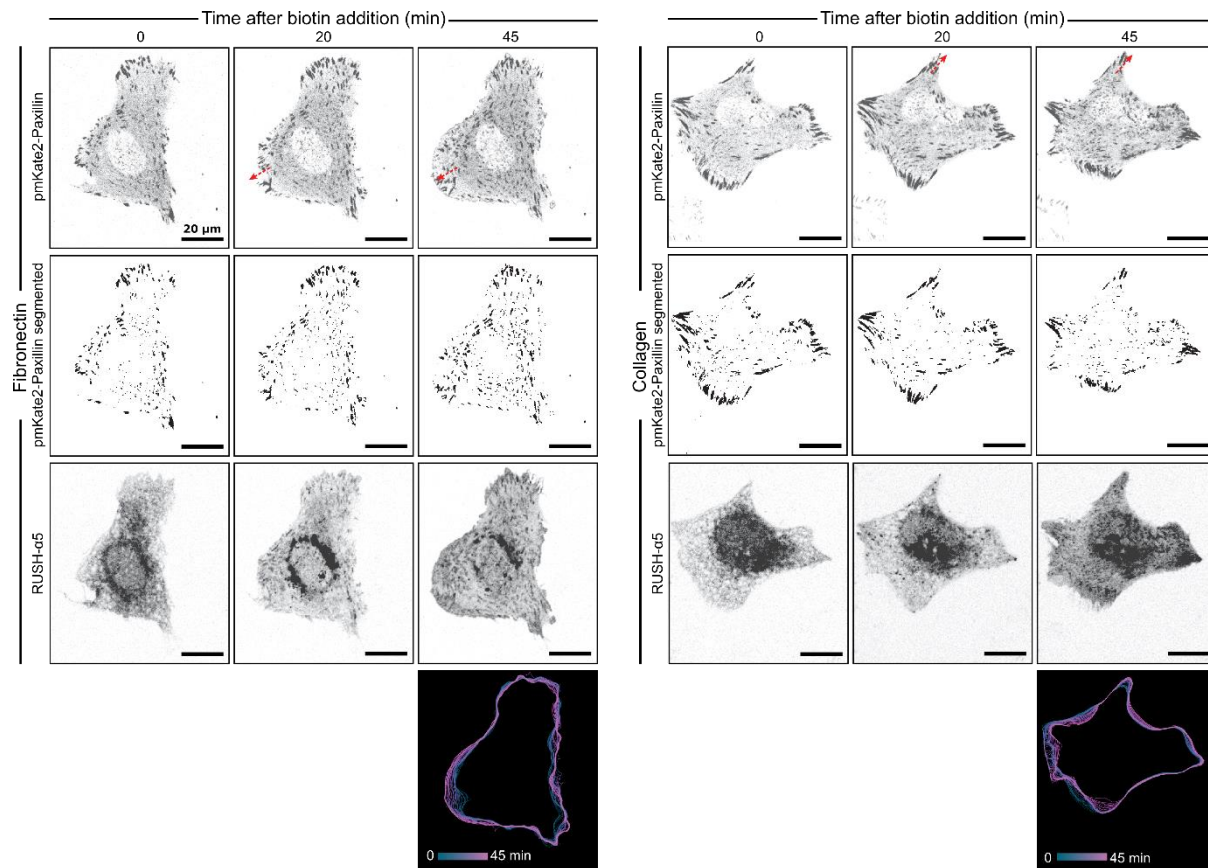 Time after biotin addition (min)
0 20 45
Fibronectin
pmKate2-Paxillin
20 µm
pmKate2-Paxillin segmented
RUSH-α5
0 45 min
Time after biotin addition (min)
0 20 45
Collagen
pmKate2-Paxillin
pmKate2-Paxillin segmented
RUSH-α5
0 45 min